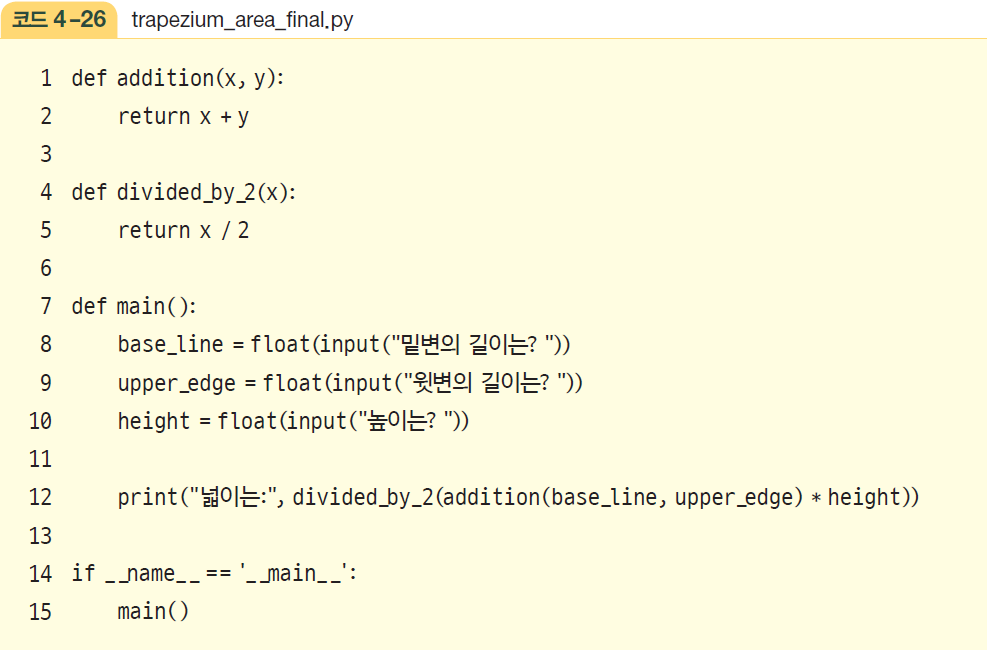 코드 4-26 trapezium_area_final.py
1 def addition(x, y):
2     return x + y
3
4 def divided_by_2(x):
5     return x / 2
6
7 def main():
8     base_line = float(input("밑변의 길이는? "))
9     upper_edge = float(input("윗변의 길이는? "))
10     height = float(input("높이는? "))
11
12     print("넓이는:", divided_by_2(addition(base_line, upper_edge) * height))
13
14 if __name__ == '__main__':
15     main()